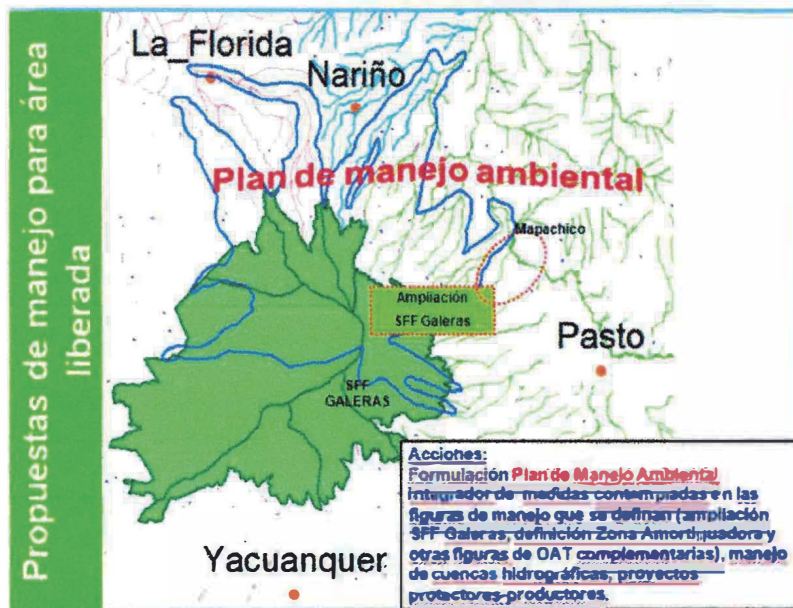 Propuestas de manejo para área
liberada
La_Florida
Nariño
Plan de manejo ambiental
Mapachico
Ampliación
SFF Galeras
Pasto
SFF
GALERAS
Yacuanquer
Acciones:
Formulación Plan de Manejo Ambiental
Integrador de medidas contempladas en las
figuras de manejo que se definan (ampliación
SFF Galeras, definición Zona Amortiguadora y
otras figuras de OAT complementarias), manejo
de cuencas hidrográficas, proyectos
protectores-productores.